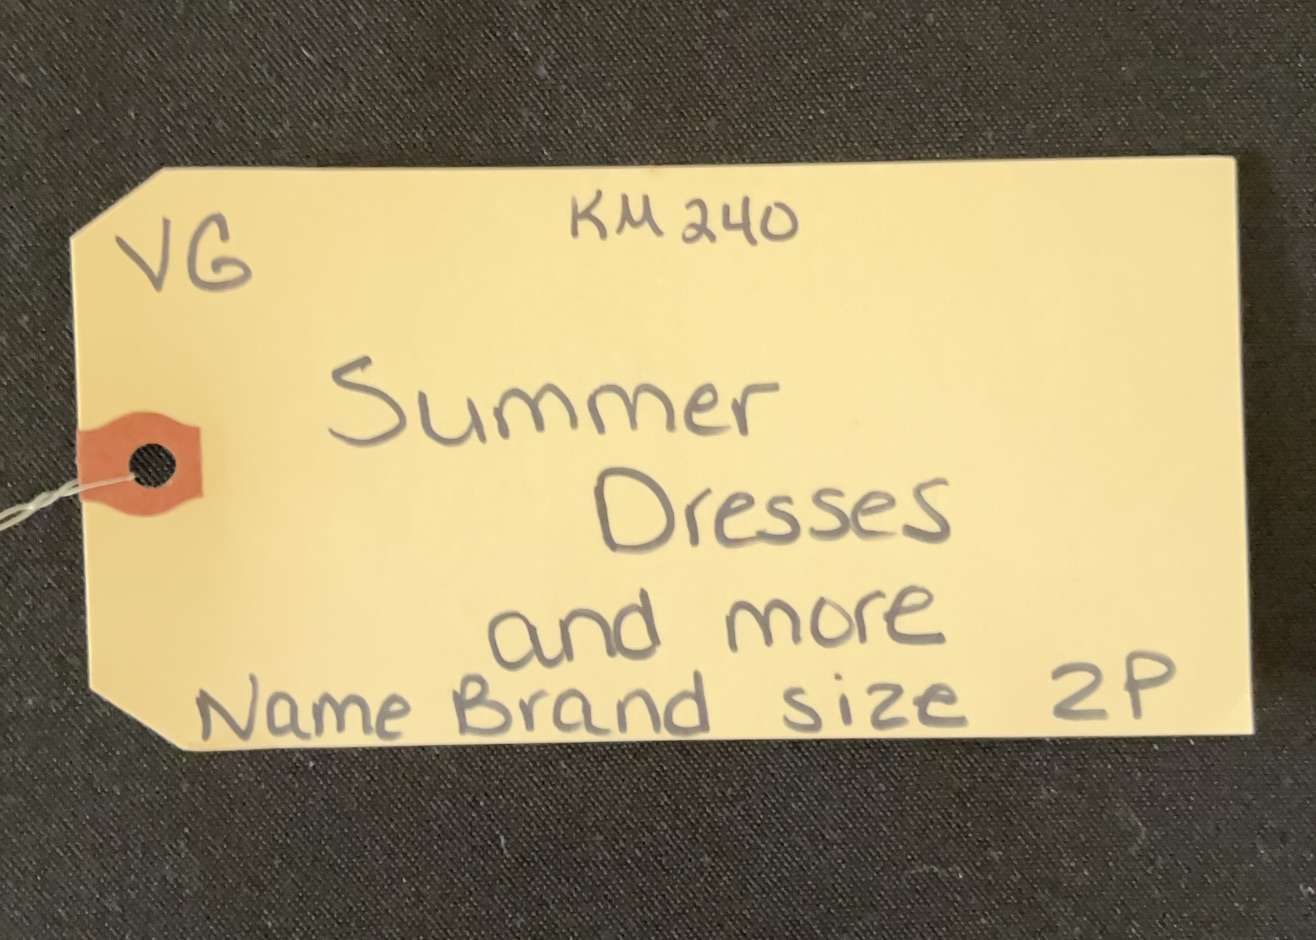 VG
KM 240
Summer
Dresses
and more
Name Brand size 2P